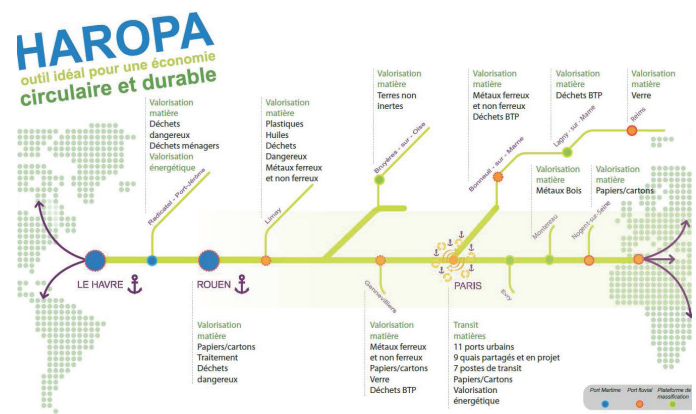 HAROPA
outil idéal pour une économie
circulaire et durable
Valorisation
matière
Déchets
dangereux
Déchets ménagers
Valorisation
énergétique
Valorisation
matière
Plastiques
Huiles
Déchets
Dangereux
Métaux ferreux
et non ferreux
Valorisation
matière
Terres non
inertes
Valorisation
matière
Métaux ferreux
et non ferreux
Déchets BTP
Valorisation
matière
Déchets BTP
Valorisation
matière
Verre
Radicatel - Port-Jérôme
Limay
Bruyères - sur - Oise
Bonneuil - sur - Marne
Lagny - sur - Marne
Reims
Valorisation
matière
Métaux Bois
Valorisation
matière
Papiers/cartons
Montereau
Nogent-sur-Seine
LE HAVRE
ROUEN
Gennevilliers
PARIS
Evry
Valorisation
matière
Papiers/cartons
Traitement
Déchets
dangereux
Valorisation
matière
Métaux ferreux
et non ferreux
Papiers/cartons
Verre
Déchets BTP
Transit
matières
11 ports urbains
9 quais partagés et en projet
7 postes de transit
Papiers/Cartons
Valorisation
énergétique
Port Maritime Port fluvial Plateforme de
massification